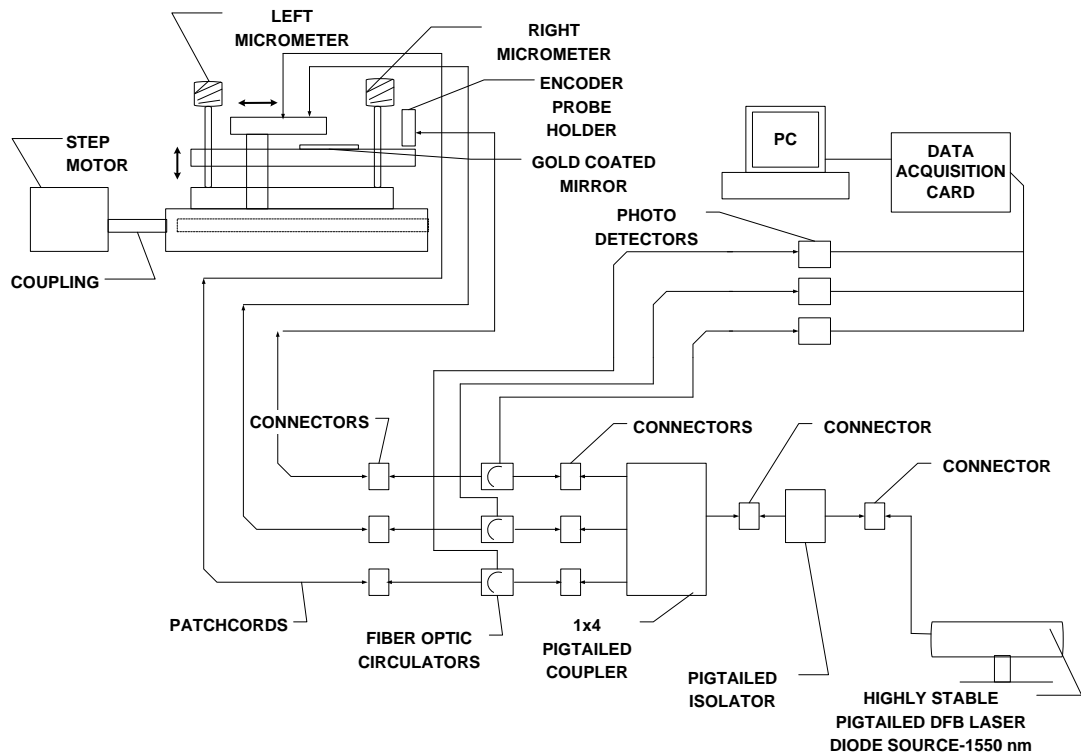 LEFT
MICROMETER
RIGHT
MICROMETER
ENCODER
PROBE
HOLDER
STEP
MOTOR
GOLD COATED
MIRROR
PC
DATA
ACQUISITION
CARD
PHOTO
DETECTORS
COUPLING
CONNECTORS
CONNECTORS
CONNECTOR
CONNECTOR
PATCHCORDS
FIBER OPTIC
CIRCULATORS
1x4
PIGTAILED
COUPLER
PIGTAILED
ISOLATOR
HIGHLY STABLE
PIGTAILED DFB LASER
DIODE SOURCE-1550 nm